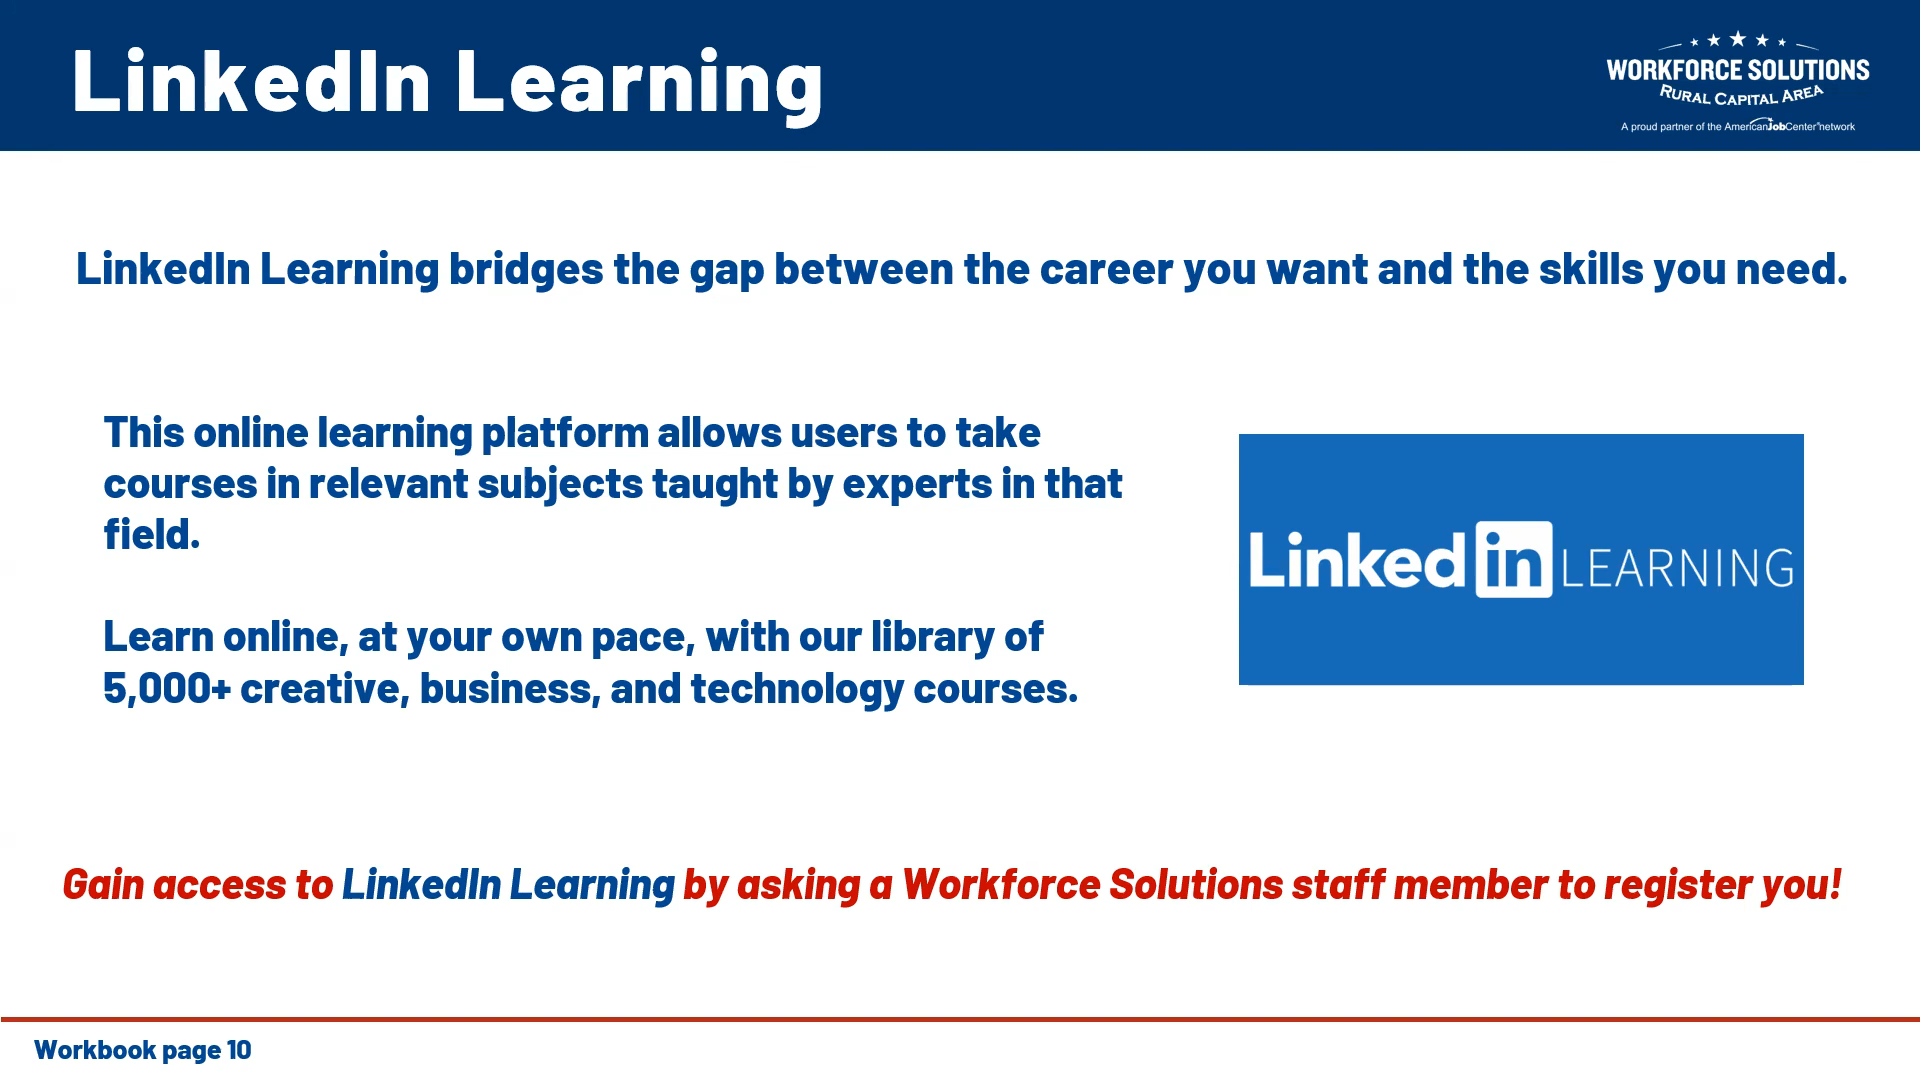 LinkedIn Learning
WORKFORCE SOLUTIONS
RURAL CAPITAL AREA
A proud partner of the AmericanJobCenter®network
LinkedIn Learning bridges the gap between the career you want and the skills you need.
This online learning platform allows users to take
courses in relevant subjects taught by experts in that
field.
Learn online, at your own pace, with our library of
5,000+ creative, business, and technology courses.
Linked in LEARNING
Gain access to LinkedIn Learning by asking a Workforce Solutions staff member to register you!
Workbook page 10